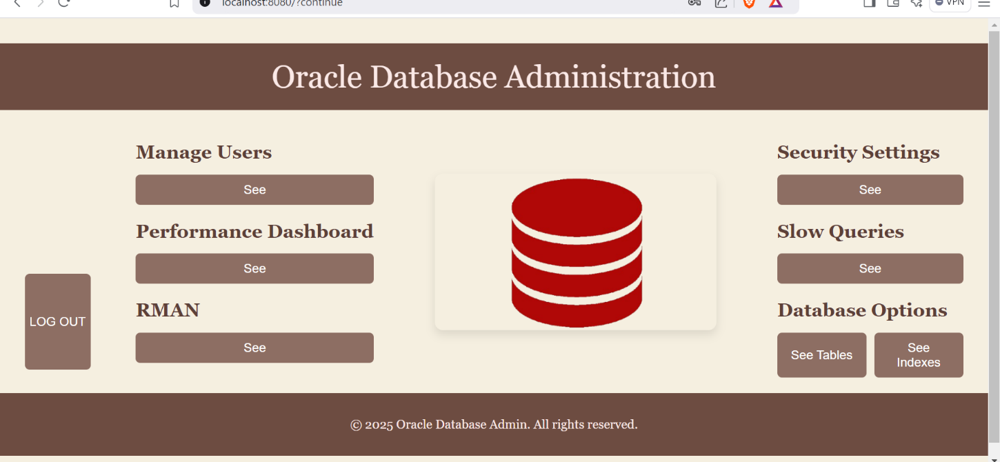 localhost:8080/?continue
VPN
Oracle Database Administration
Manage Users
See
Performance Dashboard
See
RMAN
See
LOG OUT
Security Settings
See
Slow Queries
See
Database Options
See Tables
See
Indexes
© 2025 Oracle Database Admin. All rights reserved.